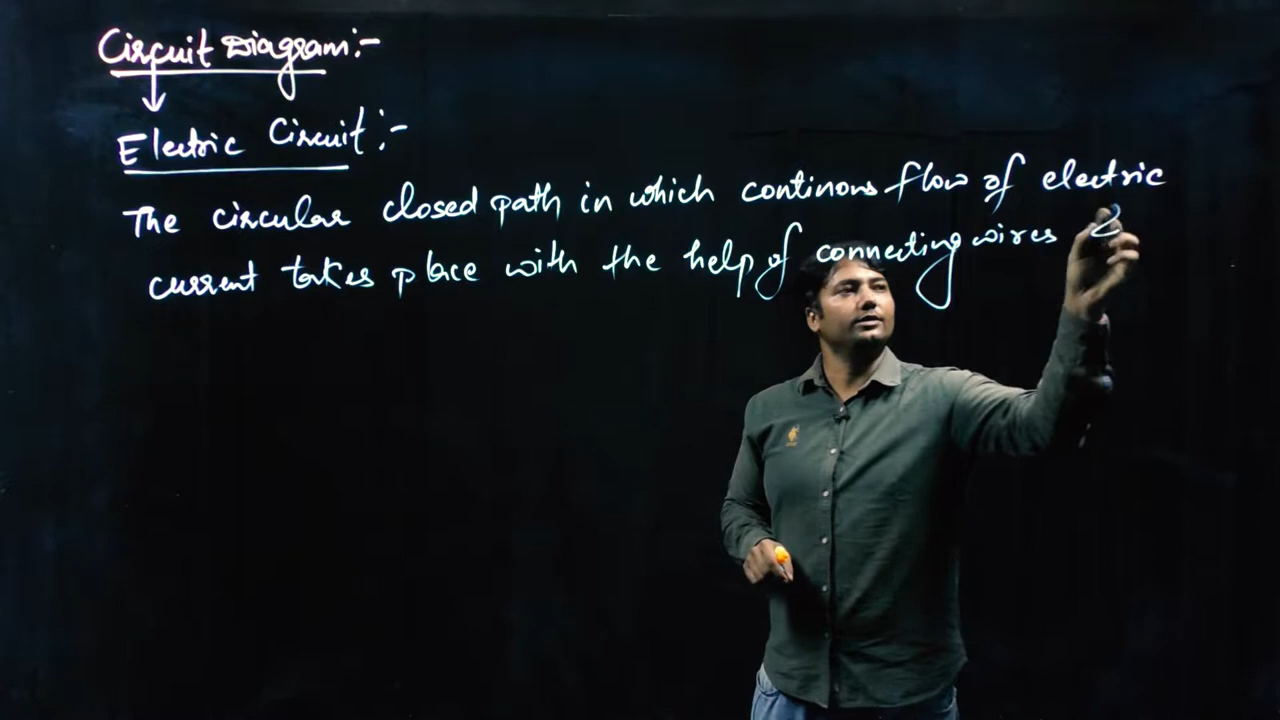 Circuit Diagram:-
Electric Circuit:-
The circular closed path in which continous flow of electric
current takes place with the help of connecting wires &